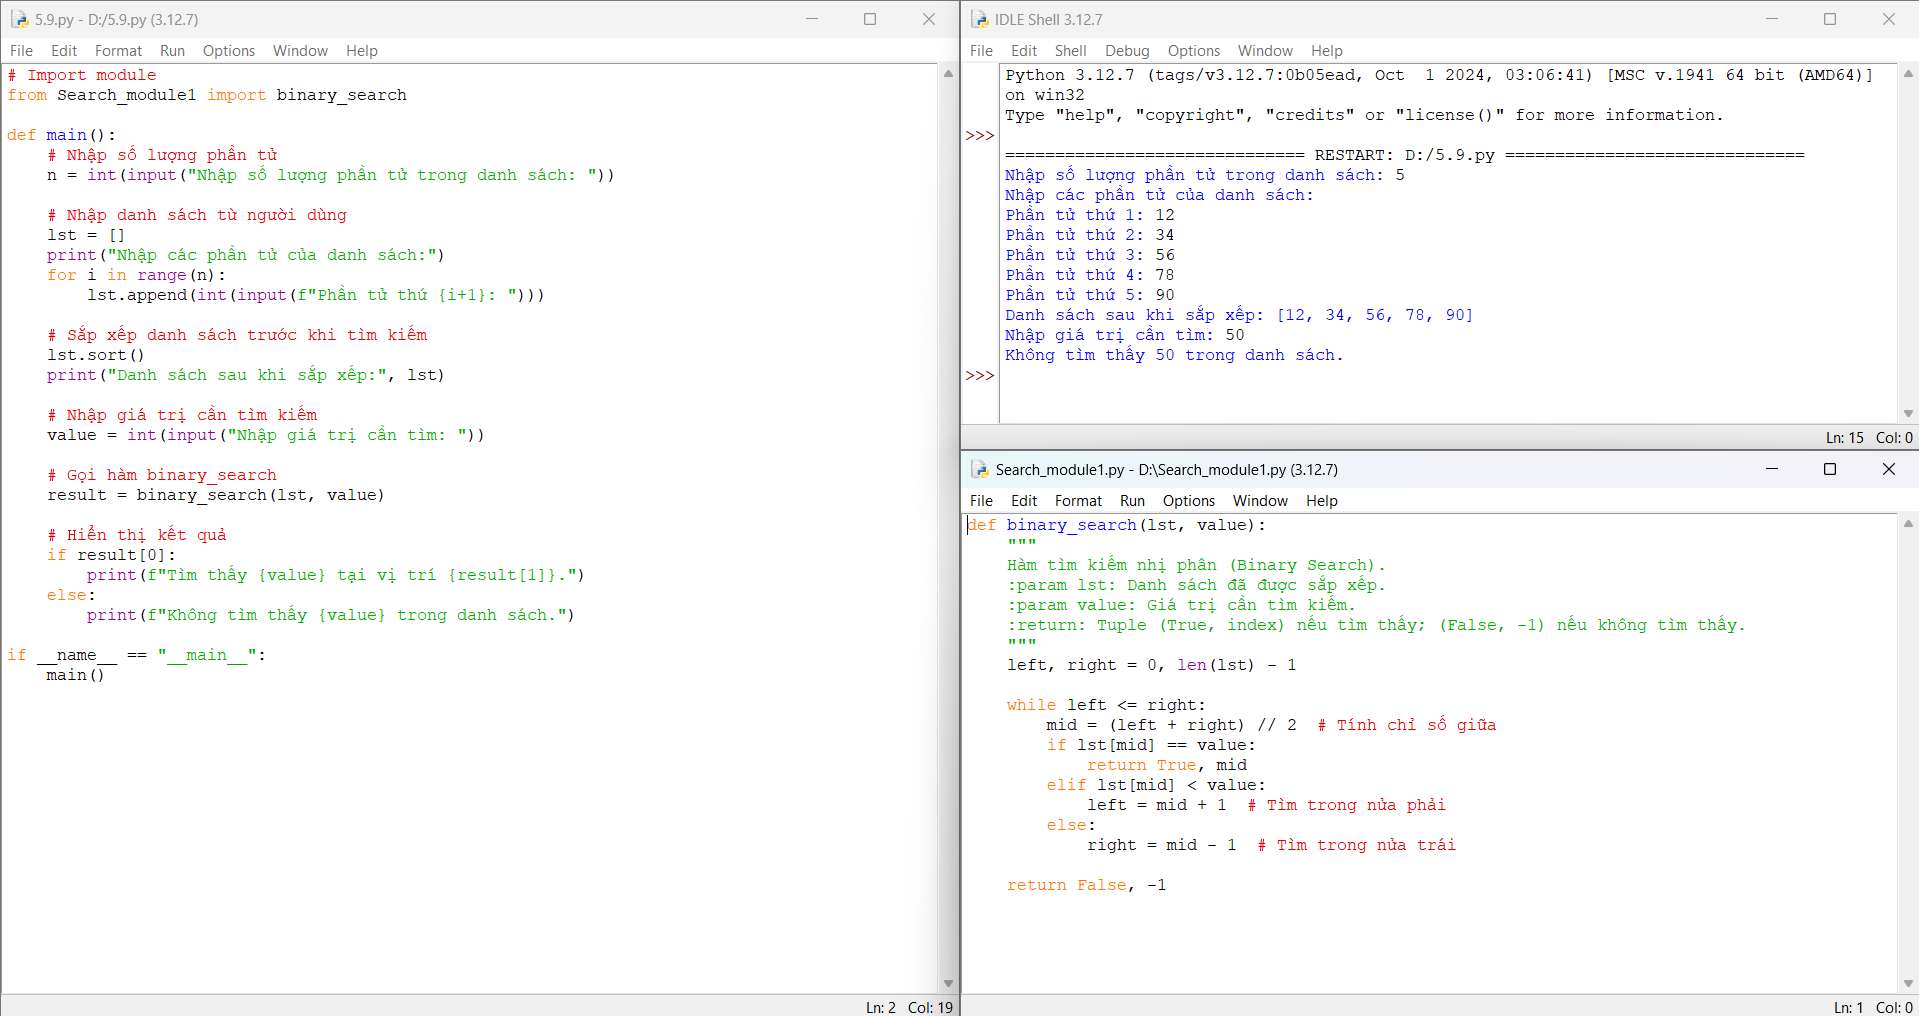 5.9.py - D:/5.9.py (3.12.7)
File Edit Format Run Options Window Help
# Import module
from Search_module1 import binary_search

def main():
    # Nhập số lượng phần tử
    n = int(input("Nhập số lượng phần tử trong danh sách: "))

    # Nhập danh sách từ người dùng
    lst = []
    print("Nhập các phần tử của danh sách:")
    for i in range(n):
        lst.append(int(input(f"Phần tử thứ {i+1}: ")))

    # Sắp xếp danh sách trước khi tìm kiếm
    lst.sort()
    print("Danh sách sau khi sắp xếp:", lst)

    # Nhập giá trị cần tìm kiếm
    value = int(input("Nhập giá trị cần tìm: "))

    # Gọi hàm binary_search
    result = binary_search(lst, value)

    # Hiển thị kết quả
    if result[0]:
        print(f"Tìm thấy {value} tại vị trí {result[1]}.")
    else:
        print(f"Không tìm thấy {value} trong danh sách.")

if __name__ == "__main__":
    main()
Ln: 2 Col: 19
IDLE Shell 3.12.7
File Edit Shell Debug Options Window Help
Python 3.12.7 (tags/v3.12.7:0b05ead, Oct  1 2024, 03:06:41) [MSC v.1941 64 bit (AMD64)]
on win32
Type "help", "copyright", "credits" or "license()" for more information.
>>>
============================== RESTART: D:/5.9.py ==============================
Nhập số lượng phần tử trong danh sách: 5
Nhập các phần tử của danh sách:
Phần tử thứ 1: 12
Phần tử thứ 2: 34
Phần tử thứ 3: 56
Phần tử thứ 4: 78
Phần tử thứ 5: 90
Danh sách sau khi sắp xếp: [12, 34, 56, 78, 90]
Nhập giá trị cần tìm: 50
Không tìm thấy 50 trong danh sách.
>>>
Ln: 15 Col: 0
Search_module1.py - D:\Search_module1.py (3.12.7)
File Edit Format Run Options Window Help
def binary_search(lst, value):
    """
    Hàm tìm kiếm nhị phân (Binary Search).
    :param lst: Danh sách đã được sắp xếp.
    :param value: Giá trị cần tìm kiếm.
    :return: Tuple (True, index) nếu tìm thấy; (False, -1) nếu không tìm thấy.
    """
    left, right = 0, len(lst) - 1

    while left <= right:
        mid = (left + right) // 2  # Tính chỉ số giữa
        if lst[mid] == value:
            return True, mid
        elif lst[mid] < value:
            left = mid + 1  # Tìm trong nửa phải
        else:
            right = mid - 1  # Tìm trong nửa trái

    return False, -1
Ln: 1 Col: 0